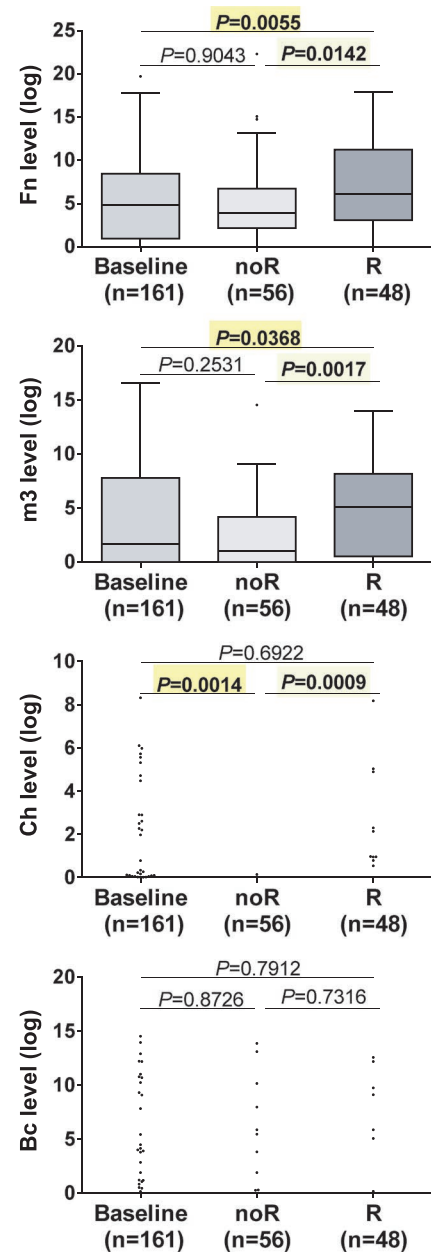 P=0.0055
25
P=0.9043
P=0.0142
20
15
10
5
0
Fn level (log)
Baseline
noR
R
(n=161)
(n=56)
(n=48)
P=0.0368
20
P=0.2531
P=0.0017
15
10
5
0
m3 level (log)
Baseline
noR
R
(n=161)
(n=56)
(n=48)
P=0.6922
10
P=0.0014
P=0.0009
8
6
4
2
0
Ch level (log)
Baseline
noR
R
(n=161)
(n=56)
(n=48)
P=0.7912
20
P=0.8726
P=0.7316
15
10
5
0
Bc level (log)
Baseline
noR
R
(n=161)
(n=56)
(n=48)